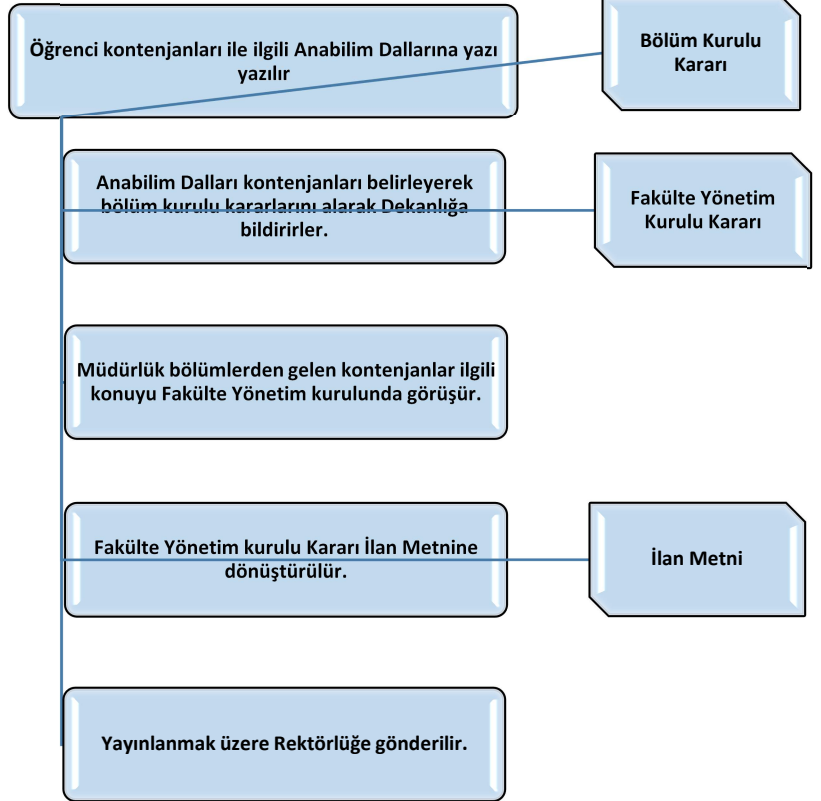 Öğrenci kontenjanları ile ilgili Anabilim Dallarına yazı
yazılır
Bölüm Kurulu
Kararı
Anabilim Dalları kontenjanları belirleyerek
bölüm kurulu kararlarını alarak Dekanlığa
bildirirler.
Fakülte Yönetim
Kurulu Kararı
Müdürlük bölümlerden gelen kontenjanlar ilgili
konuyu Fakülte Yönetim kurulunda görüşür.
Fakülte Yönetim kurulu Kararı İlan Metnine
dönüştürülür.
İlan Metni
Yayınlanmak üzere Rektörlüğe gönderilir.